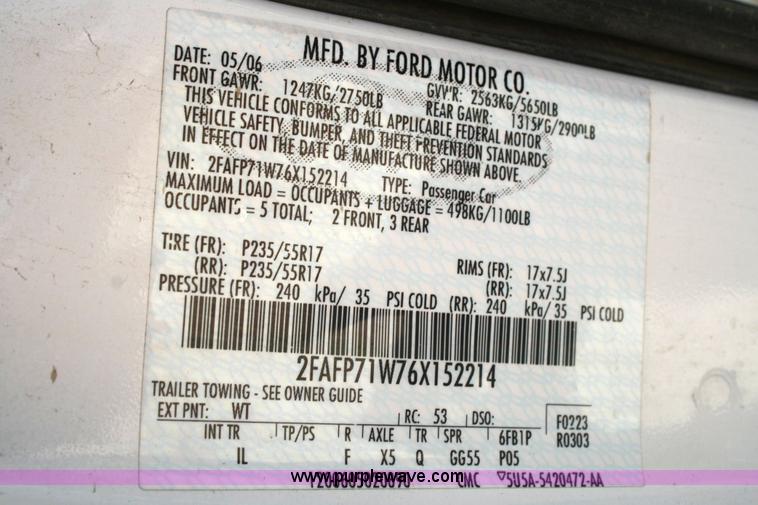 MFD. BY FORD MOTOR CO.
DATE: 05/06 GVWR: 2563KG/5650LB
FRONT GAWR: 1247KG/2750LB REAR GAWR: 1315KG/2900LB
THIS VEHICLE CONFORMS TO ALL APPLICABLE FEDERAL MOTOR
VEHICLE SAFETY, BUMPER, AND THEFT PREVENTION STANDARDS
IN EFFECT ON THE DATE OF MANUFACTURE SHOWN ABOVE.
VIN: 2FAFP71W76X152214 TYPE: Passenger Car
MAXIMUM LOAD = OCCUPANTS + LUGGAGE = 498KG/1100LB
OCCUPANTS = 5 TOTAL; 2 FRONT, 3 REAR
TIRE (FR): P235/55R17 RIMS (FR): 17x7.5J
(RR): P235/55R17 (RR): 17x7.5J
PRESSURE (FR): 240 kPa/ 35 PSI COLD (RR): 240 kPa/ 35 PSI COLD
2FAFP71W76X152214
TRAILER TOWING - SEE OWNER GUIDE
EXT PNT: WT RC: 53 DSO: F0223
INT TR TP/PS R AXLE TR SPR 6FB1P R0303
IL F X5 Q GG55 P05
www.purplewave.com
CMC 5U5A-5420472-AA